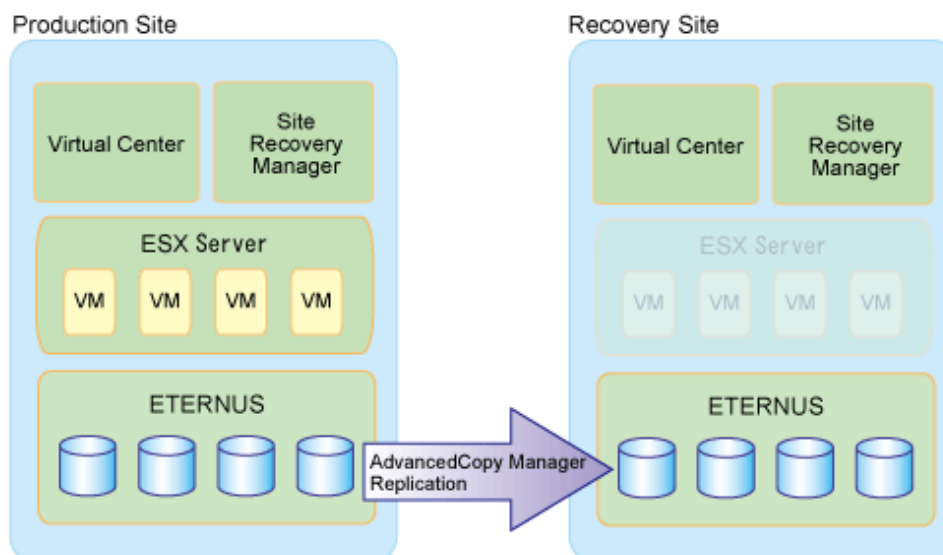 Production Site
Virtual Center
Site
Recovery
Manager
ESX Server
VM VM VM VM
ETERNUS
AdvancedCopy Manager
Replication
Recovery Site
Virtual Center
Site
Recovery
Manager
ESX Server
VM VM VM VM
ETERNUS